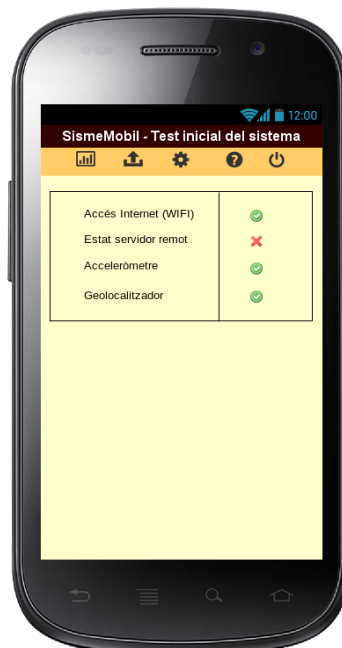 12:00
SismeMobil - Test inicial del sistema
Accés Internet (WIFI)
Estat servidor remot
Acceleròmetre
Geolocalitzador